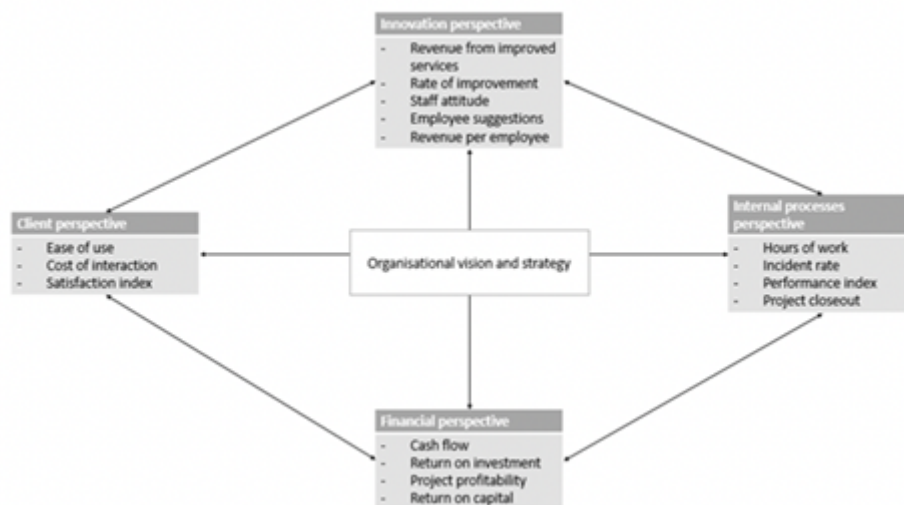 Innovation perspective
- Revenue from improved
services
- Rate of improvement
- Staff attitude
- Employee suggestions
- Revenue per employee
Client perspective
- Ease of use
- Cost of interaction
- Satisfaction index
Organisational vision and strategy
Internal processes
perspective
- Hours of work
- Incident rate
- Performance index
- Project closeout
Financial perspective
- Cash flow
- Return on investment
- Project profitability
- Return on capital